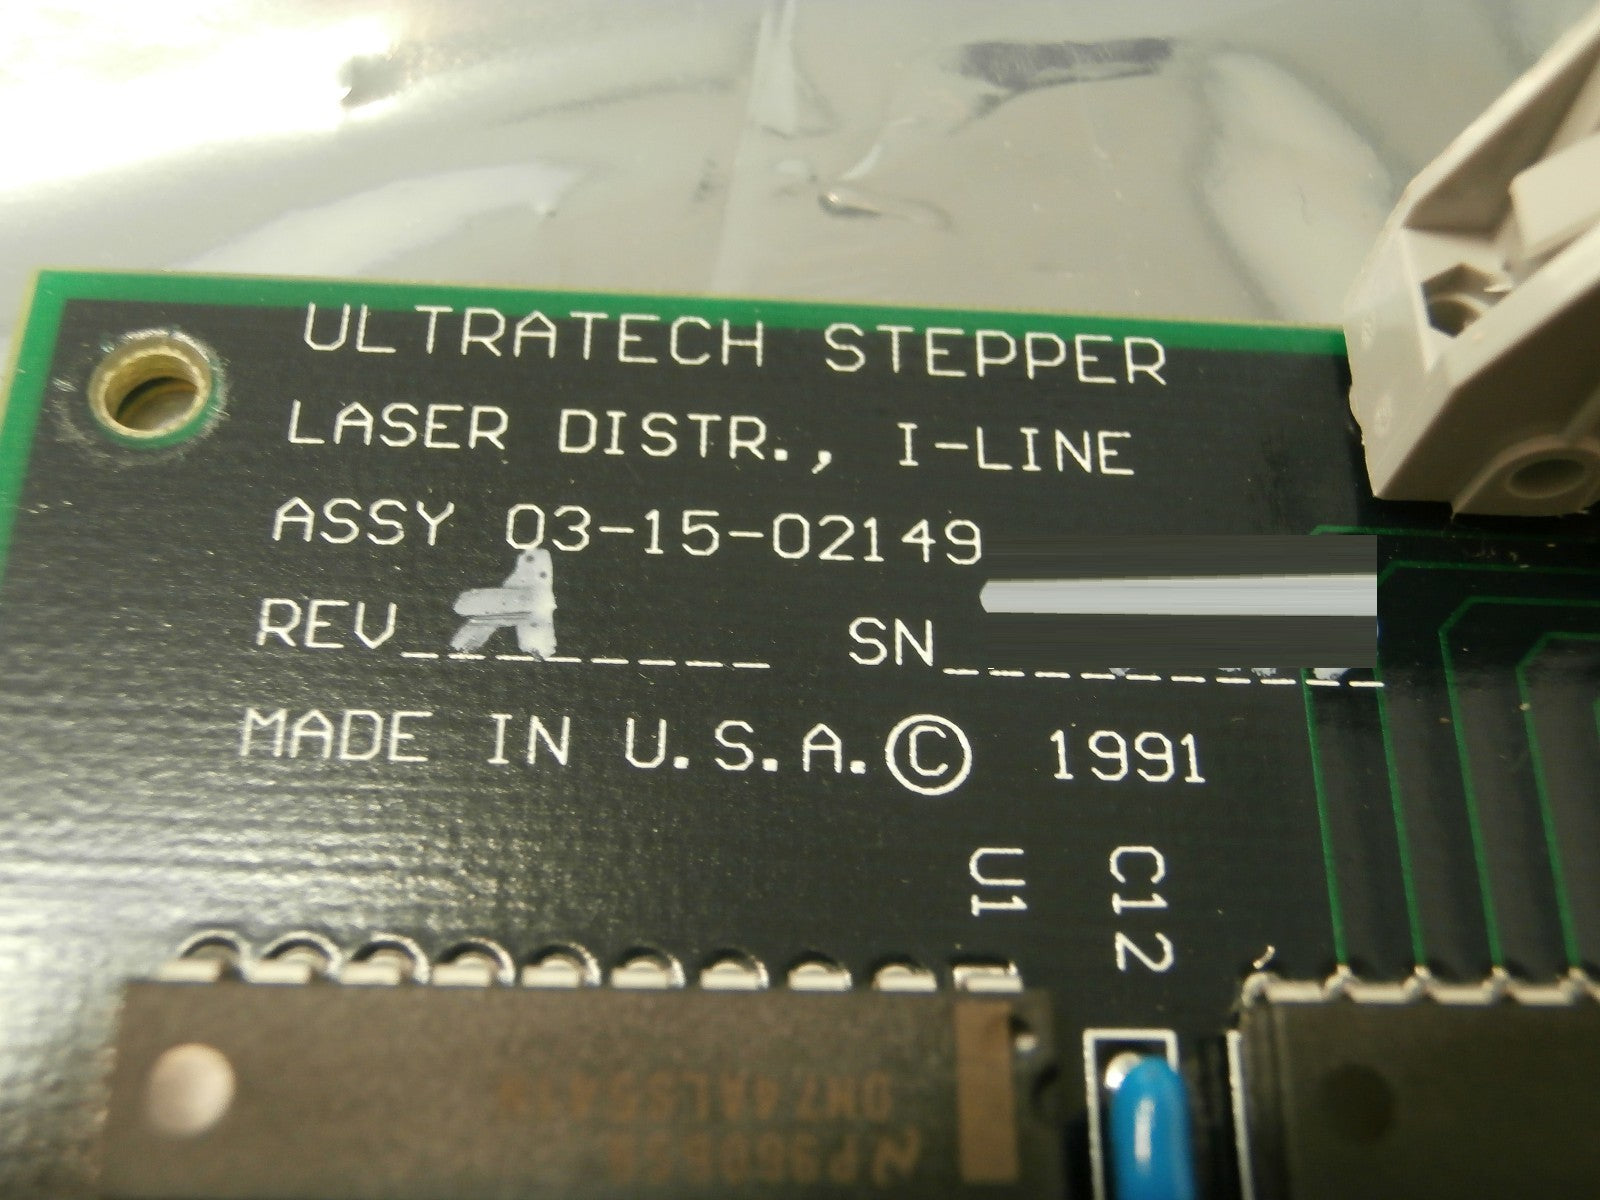 ULTRATECH STEPPER
LASER DISTR., I-LINE
ASSY 03-15-02149
REV A SN
MADE IN U.S.A. © 1991
U1
C12